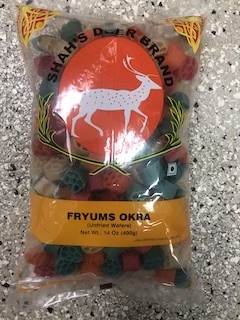 SHAH'S DEER BRAND
FRYUMS OKRA
(Unfried Wafers)
Net Wt.: 14 Oz (400g)